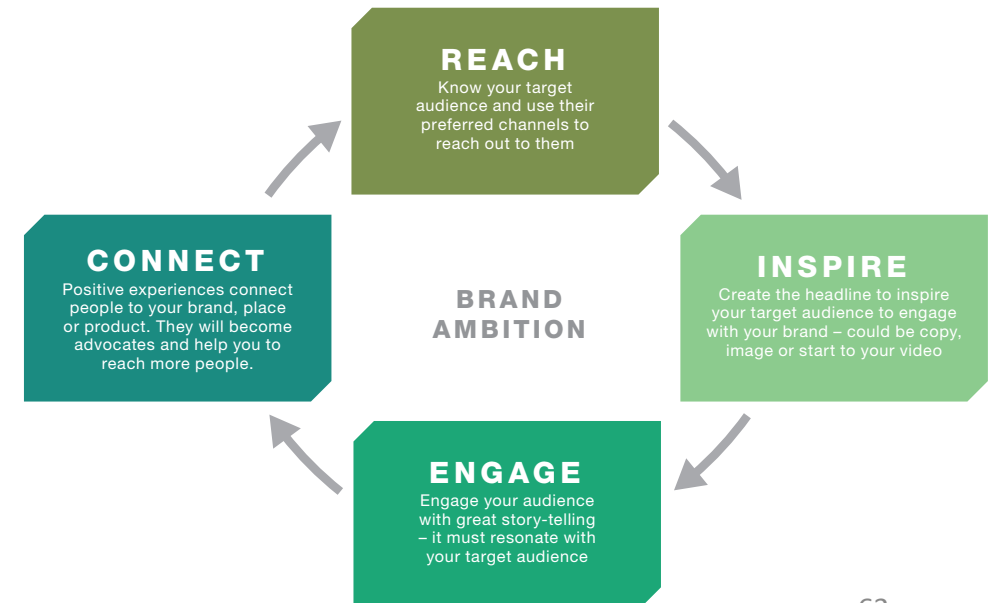 REACH
Know your target
audience and use their
preferred channels to
reach out to them
CONNECT
Positive experiences connect
people to your brand, place
or product. They will become
advocates and help you to
reach more people.
BRAND
AMBITION
INSPIRE
Create the headline to inspire
your target audience to engage
with your brand – could be copy,
image or start to your video
ENGAGE
Engage your audience
with great story-telling
– it must resonate with
your target audience